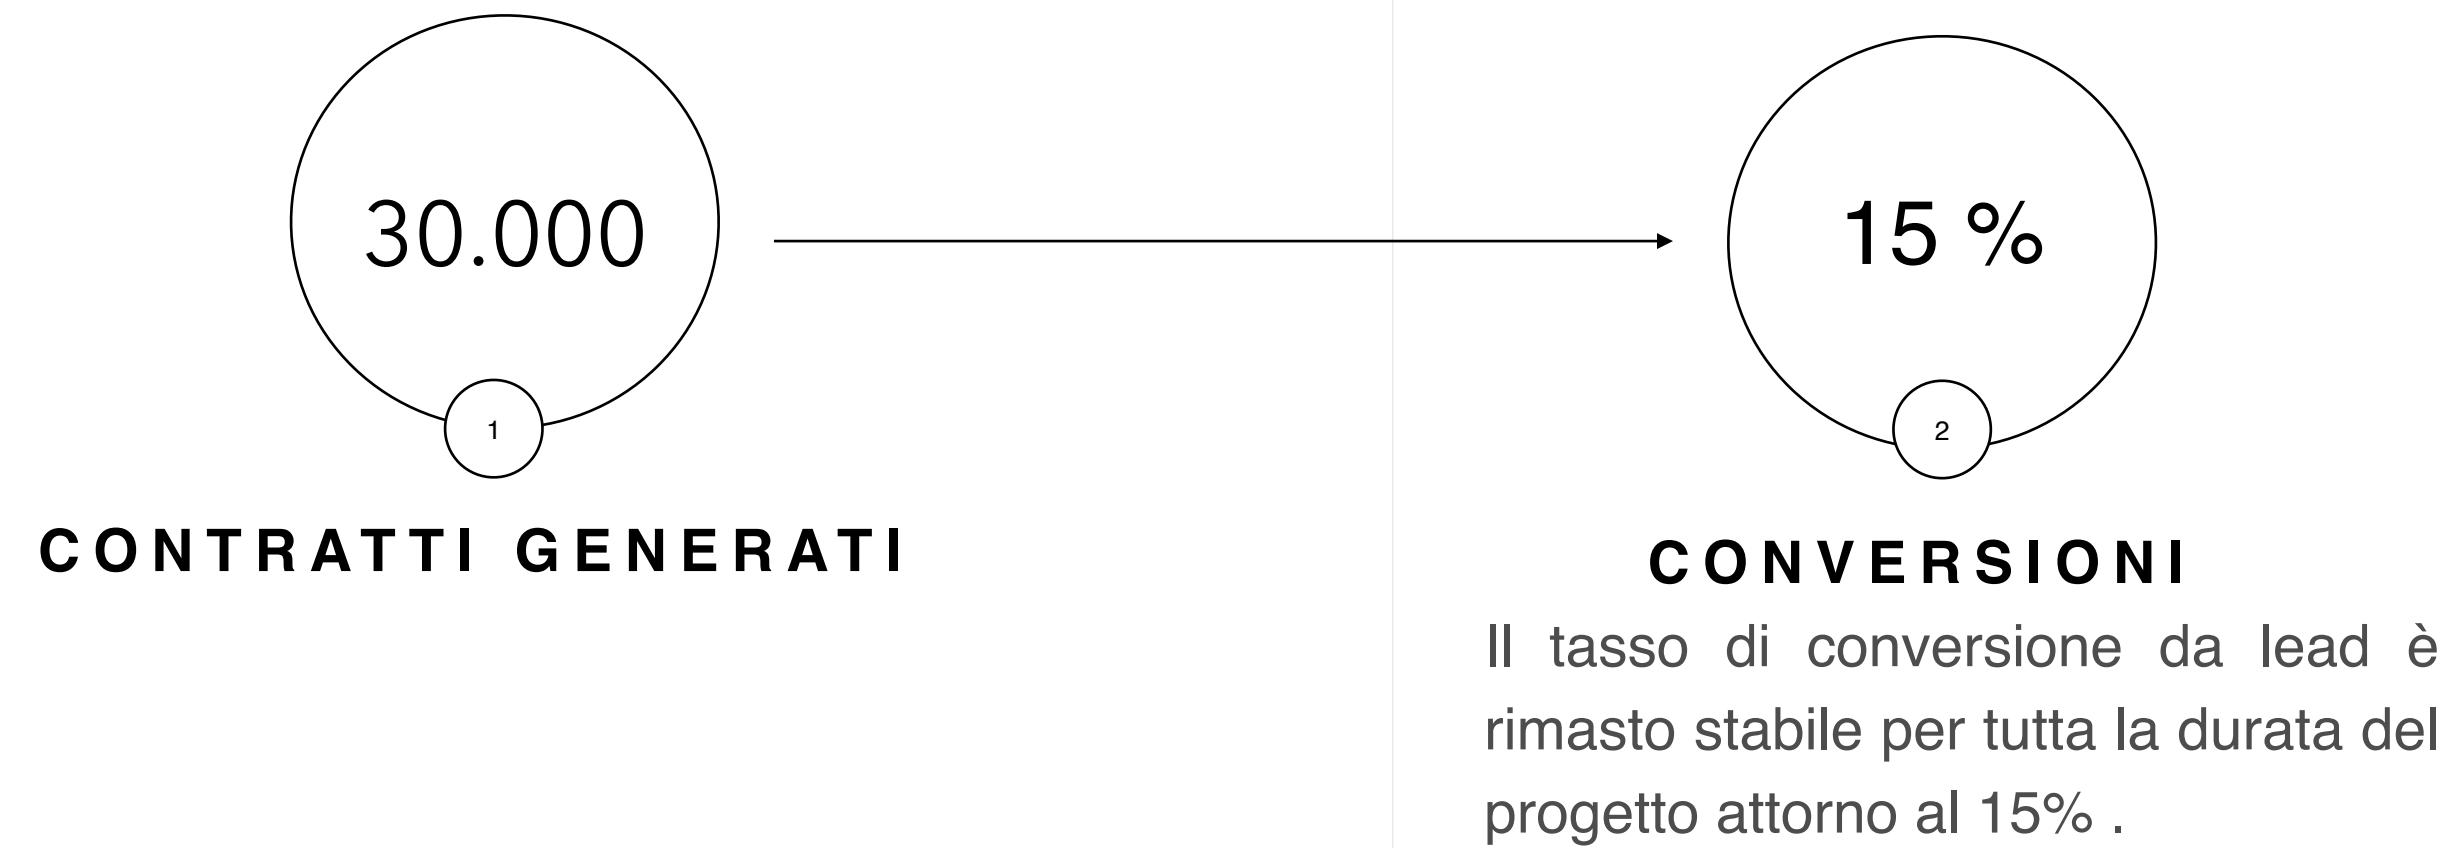 30.000
1
CONTRATTI GENERATI
15 %
2
CONVERSIONI
Il tasso di conversione da lead è
rimasto stabile per tutta la durata del
progetto attorno al 15% .